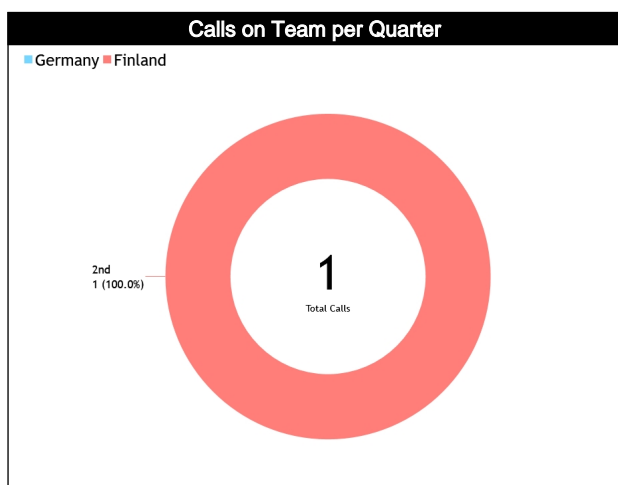 Calls on Team per Quarter
Germany Finland
2nd
1 (100.0%)
1
Total Calls